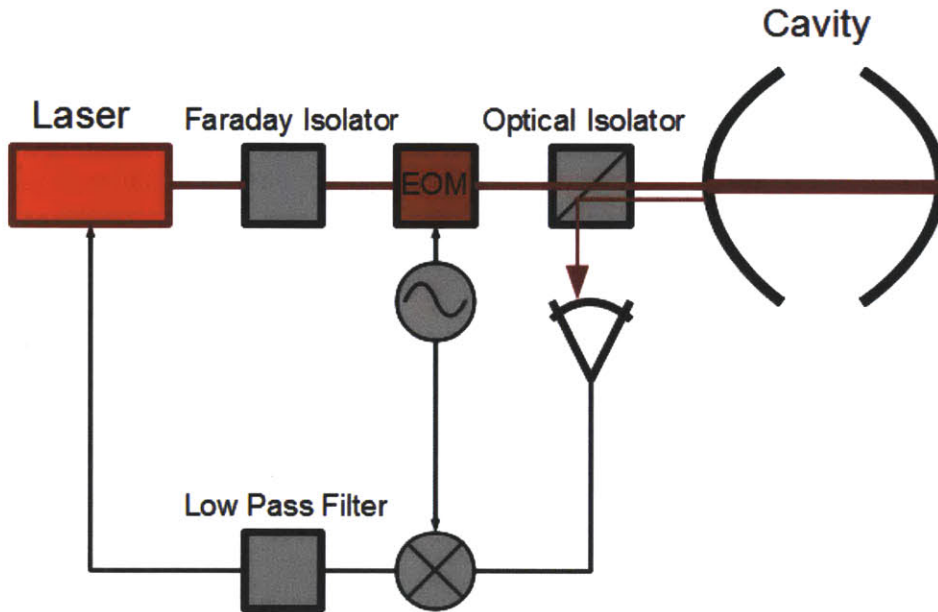 Cavity
Laser
Faraday Isolator
Optical Isolator
EOM
Low Pass Filter